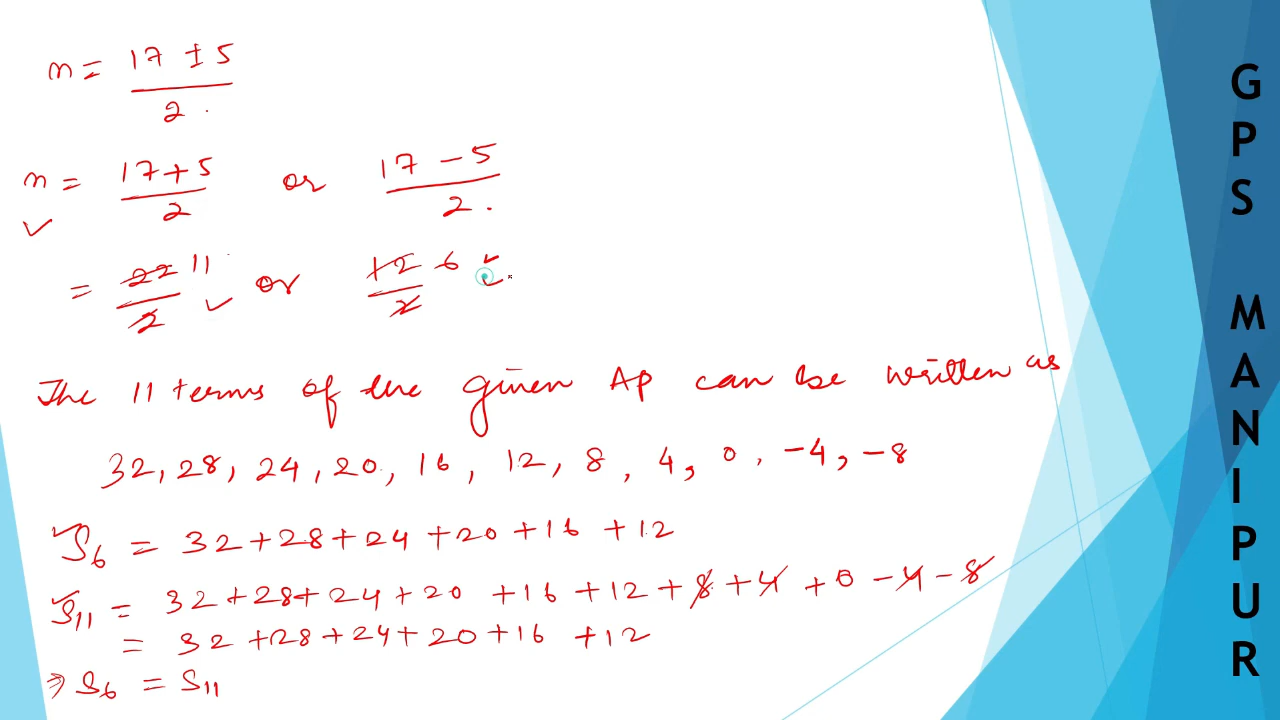 n = 17 ± 5 / 2
n = 17+5 / 2 or 17 - 5 / 2
= 22 / 2 11 or 12 / 2 6
The 11 terms of the given AP can be written as
32, 28, 24, 20, 16, 12, 8, 4, 0, -4, -8
S6 = 32+28+24+20+16+12
S11 = 32+28+24+20+16+12+8+4+0-4-8
= 32+28+24+20+16+12
⇒ S6 = S11
GPS MANIPUR